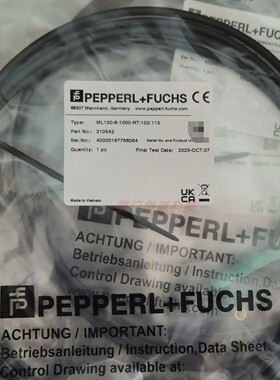 PEPPERL+FUCHS CE
68307 Mannheim, Germany www.pepperl-fuchs.com
Type: ML100-8-1000-RT/102/115
Part No.: 210542
Ser.No.: 40000167768064
Serial No. and Product Id
Quantity: 1 pc
Final Test Date: 2023-OCT-27
Made in Vietnam
UK
CA
PEPPERL+FUCHS
ACHTUNG / IMPORTANT:
Betriebsanleitung / Instruction,
Control Drawing available at
PEPPERL+FUCHS
ACHTUNG / IMPORTANT:
Betriebsanleitung / Instruction, Data Sheet
Control Drawing available at